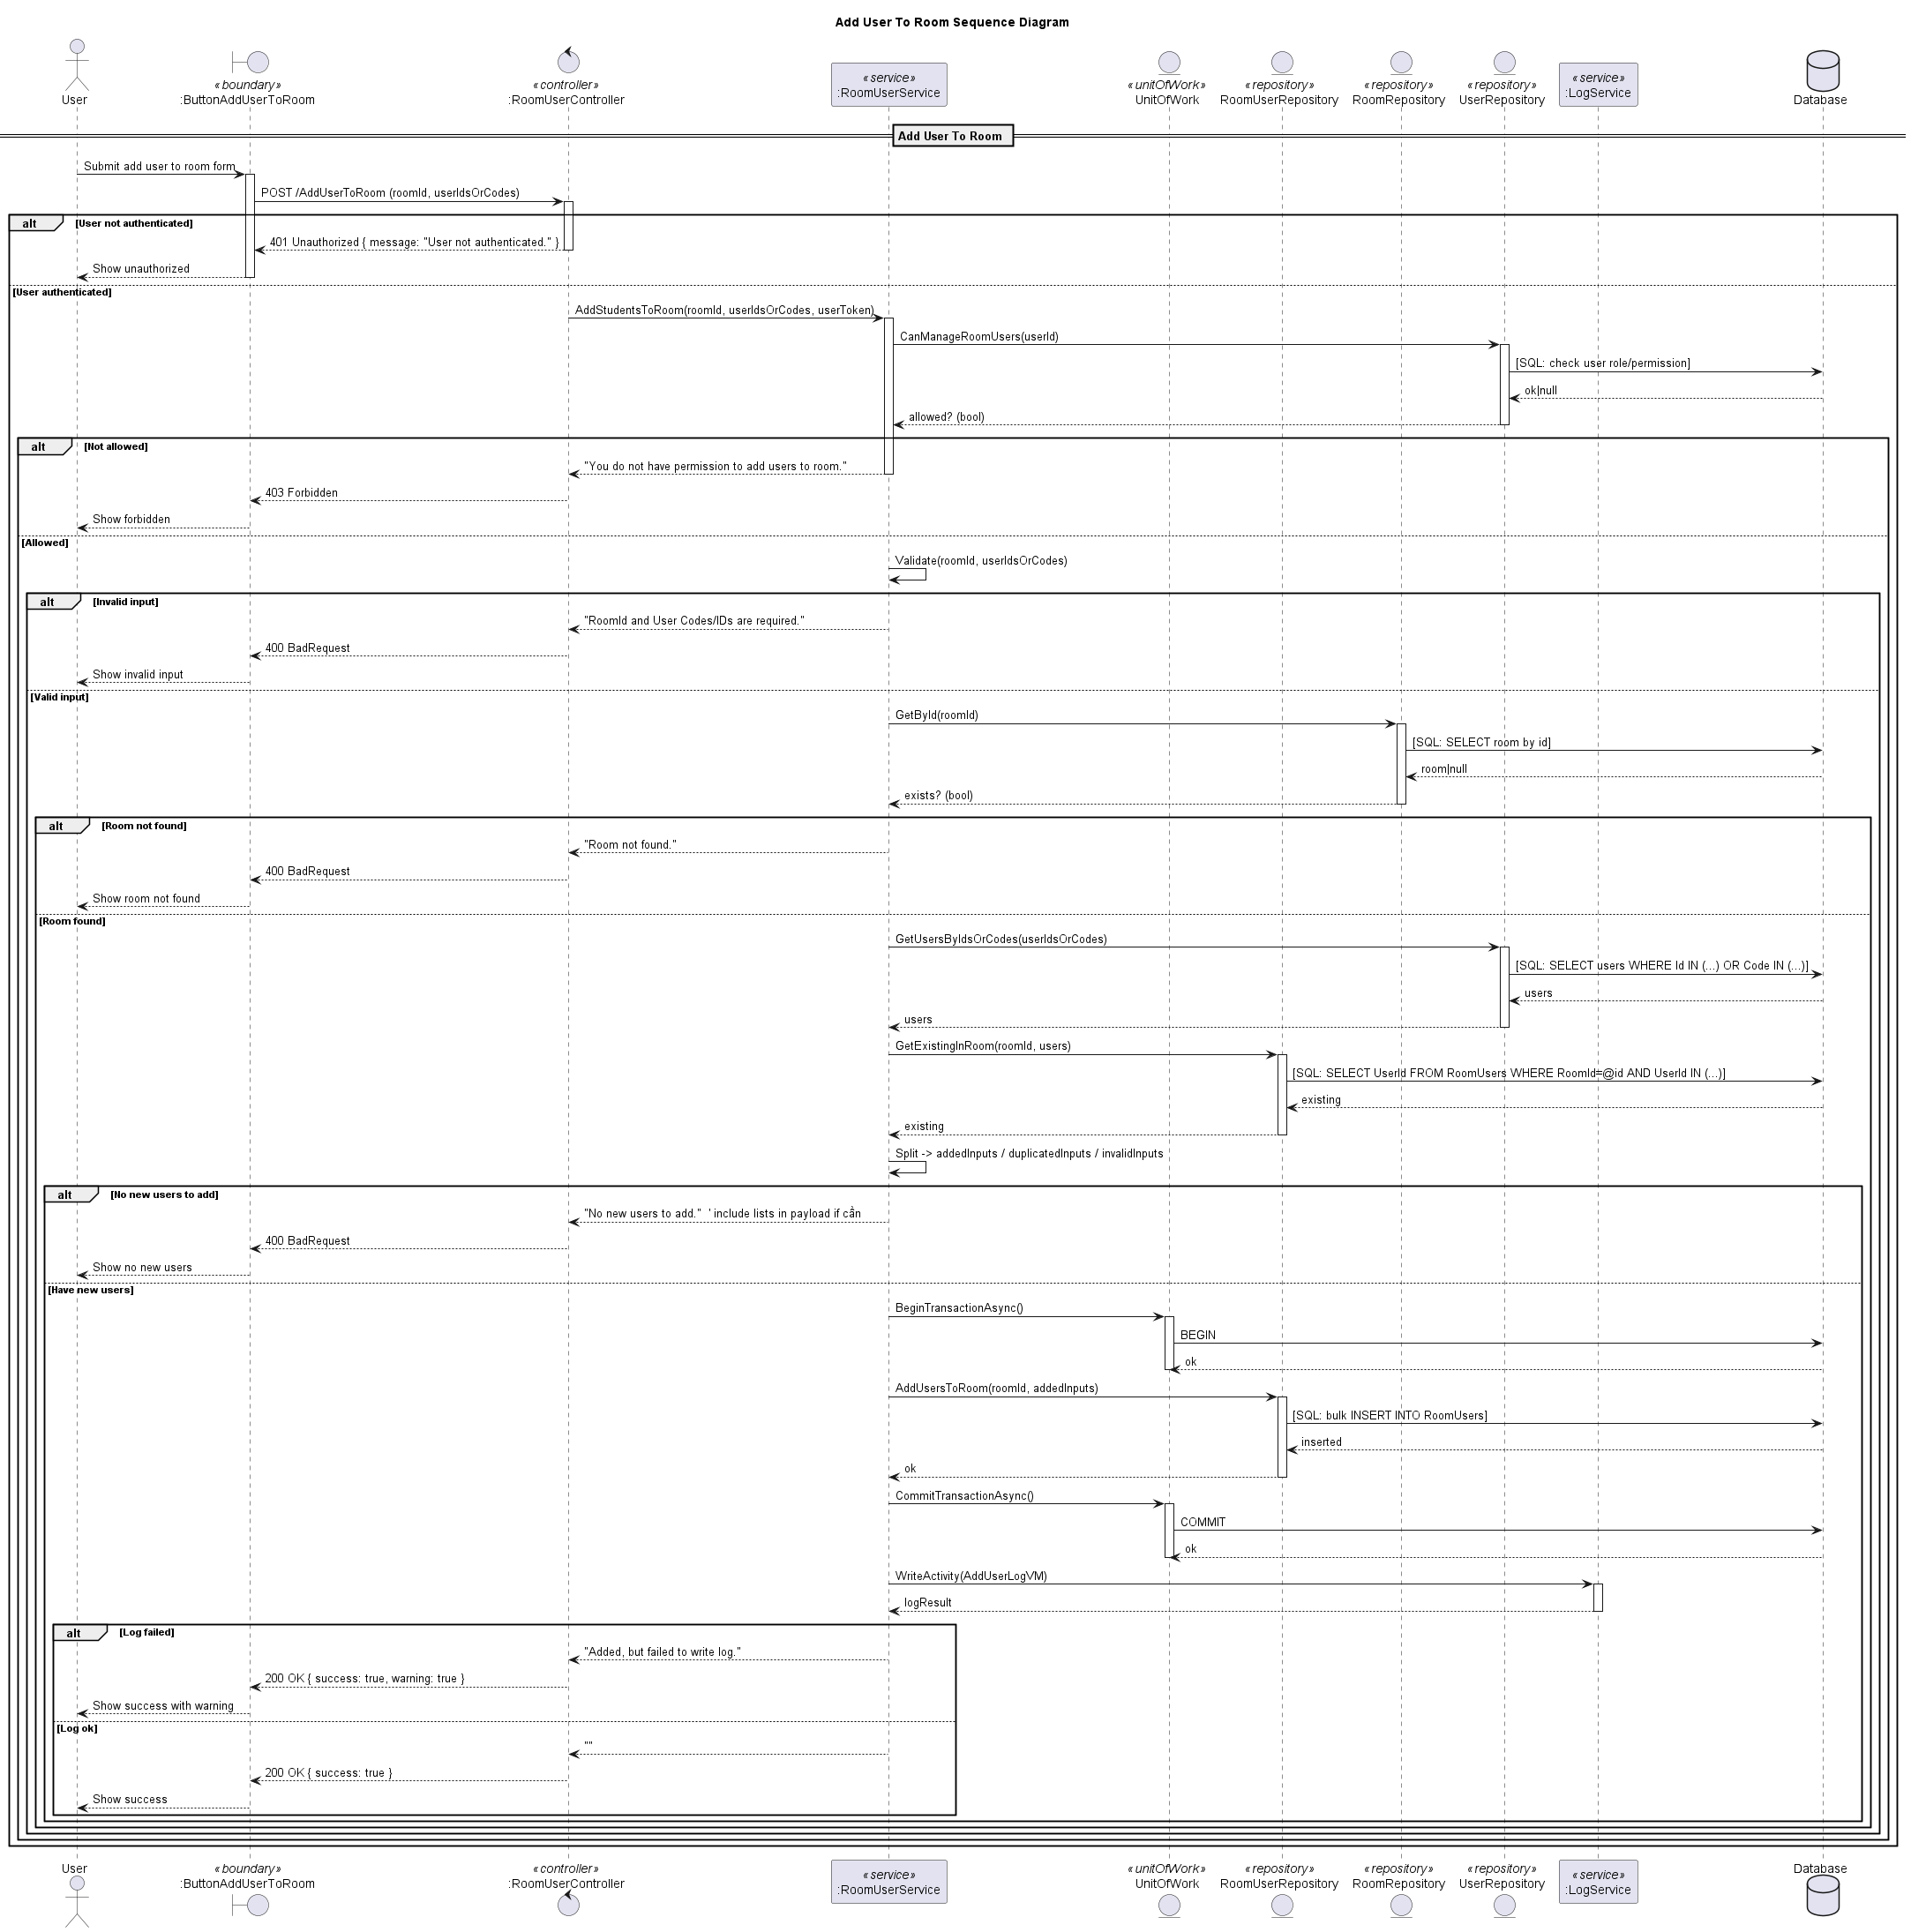 Add User To Room Sequence Diagram
User
«boundary»
:ButtonAddUserToRoom
«controller»
:RoomUserController
«service»
:RoomUserService
«unitOfWork»
UnitOfWork
«repository»
RoomUserRepository
«repository»
RoomRepository
«repository»
UserRepository
«service»
:LogService
Database
Add User To Room
Submit add user to room form
POST /AddUserToRoom (roomId, userIdsOrCodes)
alt [User not authenticated]
401 Unauthorized { message: "User not authenticated." }
Show unauthorized
[User authenticated]
AddStudentsToRoom(roomId, userIdsOrCodes, userToken)
CanManageRoomUsers(userId)
[SQL: check user role/permission]
ok|null
allowed? (bool)
alt [Not allowed]
"You do not have permission to add users to room."
403 Forbidden
Show forbidden
[Allowed]
Validate(roomId, userIdsOrCodes)
alt [Invalid input]
"RoomId and User Codes/IDs are required."
400 BadRequest
Show invalid input
[Valid input]
GetById(roomId)
[SQL: SELECT room by id]
room|null
exists? (bool)
alt [Room not found]
"Room not found."
400 BadRequest
Show room not found
[Room found]
GetUsersByIdsOrCodes(userIdsOrCodes)
[SQL: SELECT users WHERE Id IN (...) OR Code IN (...)]
users
users
GetExistingInRoom(roomId, users)
[SQL: SELECT UserId FROM RoomUsers WHERE RoomId=@id AND UserId IN (...)]
existing
existing
Split -> addedInputs / duplicatedInputs / invalidInputs
alt [No new users to add]
"No new users to add."  ' include lists in payload if cần
400 BadRequest
Show no new users
[Have new users]
BeginTransactionAsync()
BEGIN
ok
AddUsersToRoom(roomId, addedInputs)
[SQL: bulk INSERT INTO RoomUsers]
inserted
ok
CommitTransactionAsync()
COMMIT
ok
WriteActivity(AddUserLogVM)
logResult
alt [Log failed]
"Added, but failed to write log."
200 OK { success: true, warning: true }
Show success with warning
[Log ok]
""
200 OK { success: true }
Show success
User
«boundary»
:ButtonAddUserToRoom
«controller»
:RoomUserController
«service»
:RoomUserService
«unitOfWork»
UnitOfWork
«repository»
RoomUserRepository
«repository»
RoomRepository
«repository»
UserRepository
«service»
:LogService
Database